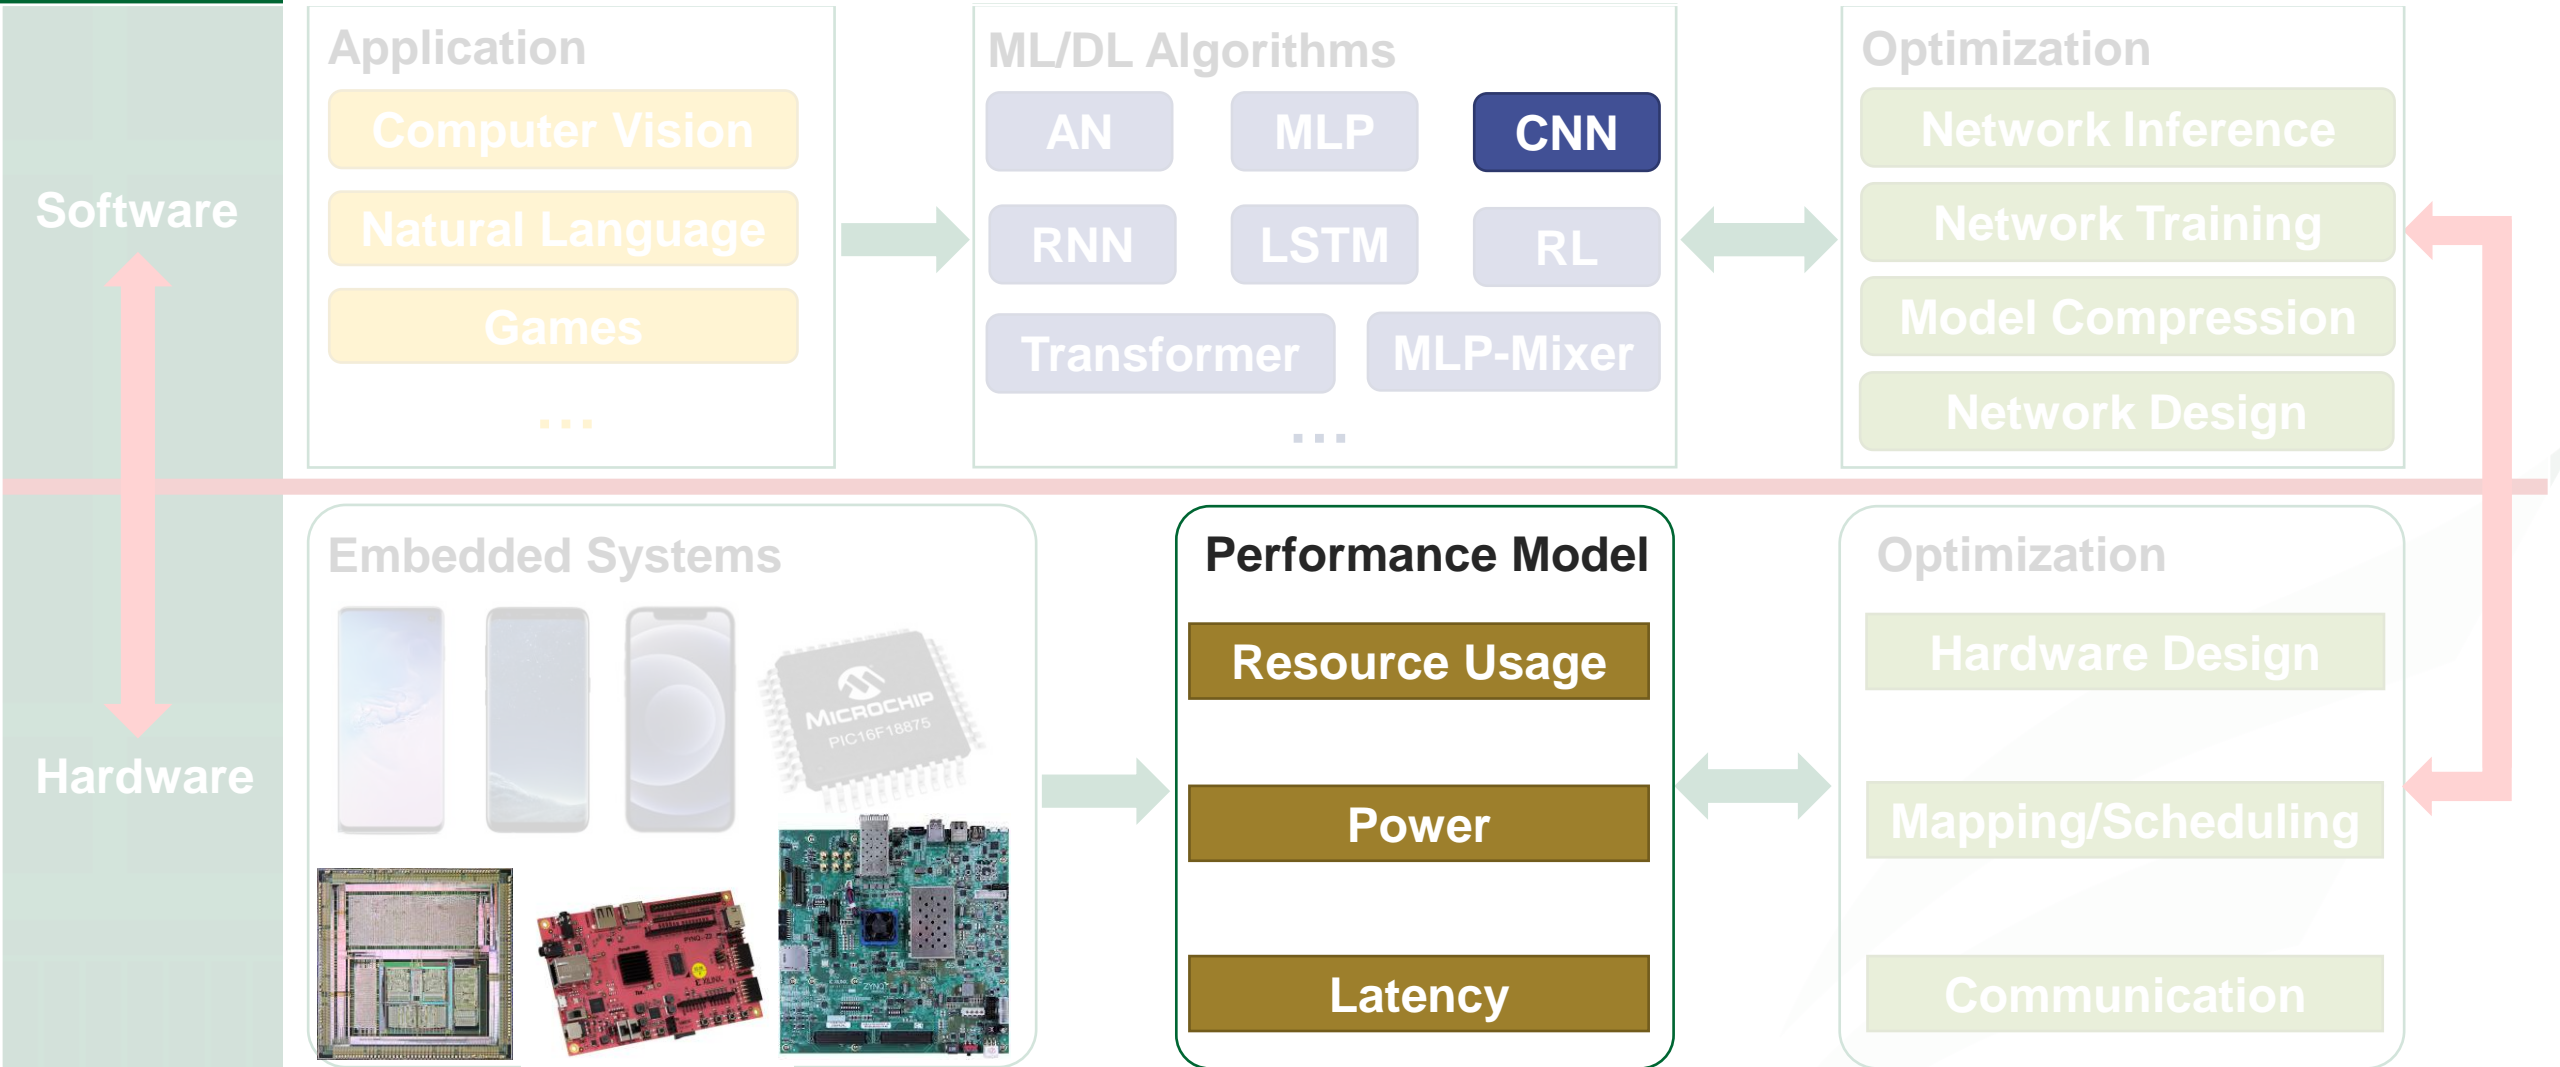 Application
Computer Vision
Natural Language
Games
...
ML/DL Algorithms
AN
MLP
CNN
RNN
LSTM
RL
Transformer
MLP-Mixer
...
Optimization
Network Inference
Network Training
Model Compression
Network Design
Software
Hardware
Embedded Systems
MICROCHIP
PIC16F18875
XILINX
ZYNQ
Performance Model
Resource Usage
Power
Latency
Optimization
Hardware Design
Mapping/Scheduling
Communication